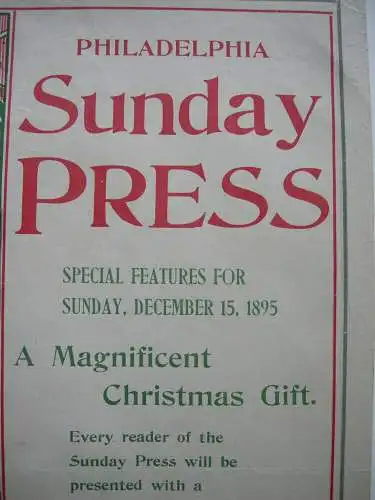 PHILADELPHIA
Sunday
PRESS
SPECIAL FEATURES FOR
SUNDAY, DECEMBER 15, 1895
A Magnificent
Christmas Gift.
Every reader of the
Sunday Press will be
presented with a